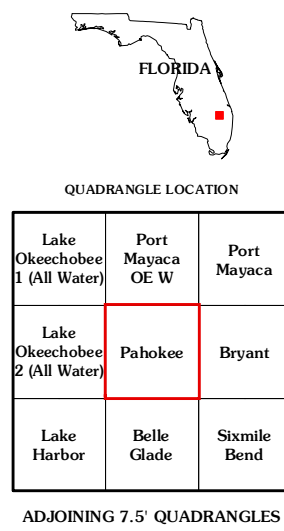 FLORIDA
QUADRANGLE LOCATION
Lake
Okeechobee
1 (All Water)
Port
Mayaca
OE W
Port
Mayaca
Lake
Okeechobee
2 (All Water)
Pahokee
Bryant
Lake
Harbor
Belle
Glade
Sixmile
Bend
ADJOINING 7.5' QUADRANGLES